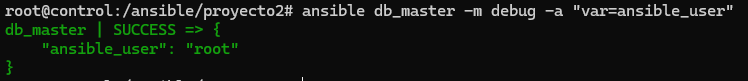 root@control:/ansible/proyecto2# ansible db_master -m debug -a "var=ansible_user"
db_master | SUCCESS => {
    "ansible_user": "root"
}